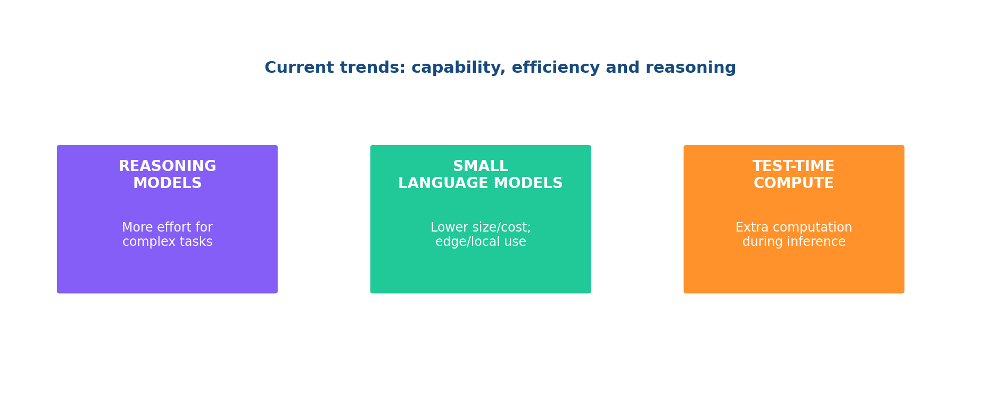 Current trends: capability, efficiency and reasoning
REASONING
MODELS
More effort for
complex tasks
SMALL
LANGUAGE MODELS
Lower size/cost;
edge/local use
TEST-TIME
COMPUTE
Extra computation
during inference